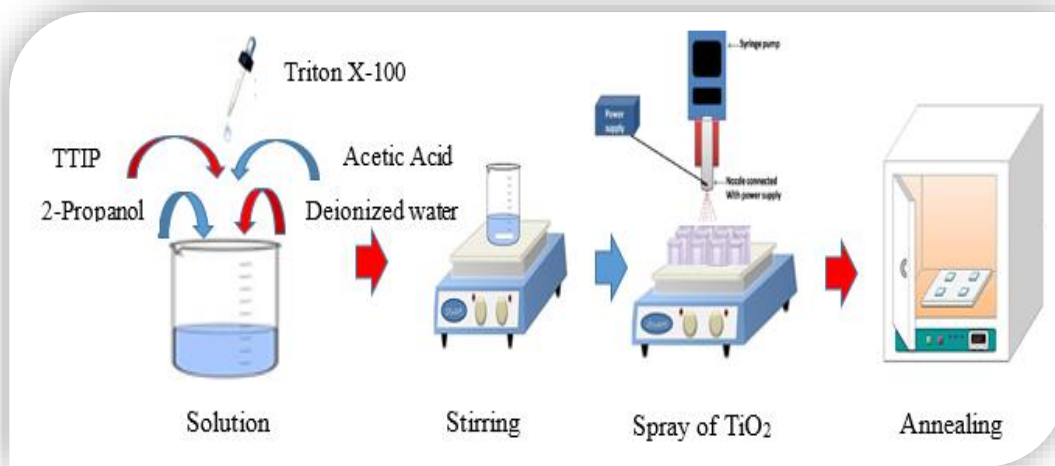 Triton X-100
TTIP
Acetic Acid
2-Propanol
Deionized water
Syringe pump
Power
supply
Nozzle connected
With power supply
Solution
Stirring
Spray of TiO₂
Annealing